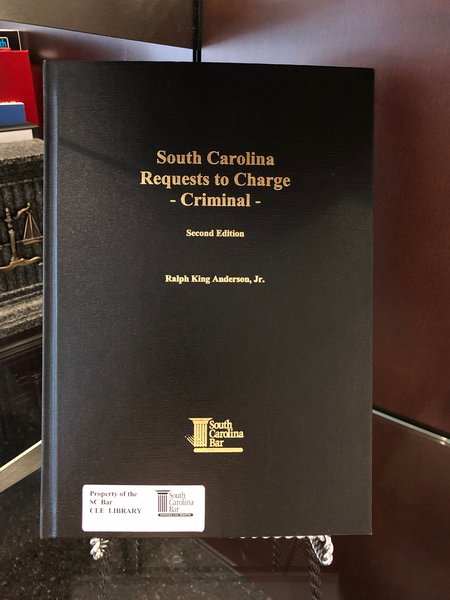 South Carolina
Requests to Charge
- Criminal -
Second Edition
Ralph King Anderson, Jr.
South
Carolina
Bar
Property of the
SC Bar
CLE LIBRARY
South
Carolina
Bar